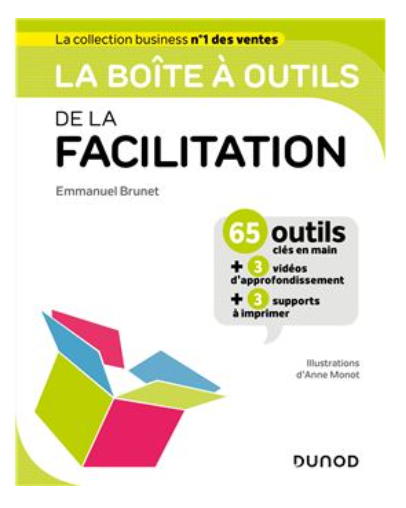 La collection business n°1 des ventes
LA BOÎTE À OUTILS
DE LA
FACILITATION
Emmanuel Brunet
65 outils
clés en main
+ 3 vidéos
d'approfondissement
+ 3 supports
à imprimer
Illustrations
d'Anne Monot
DUNOD